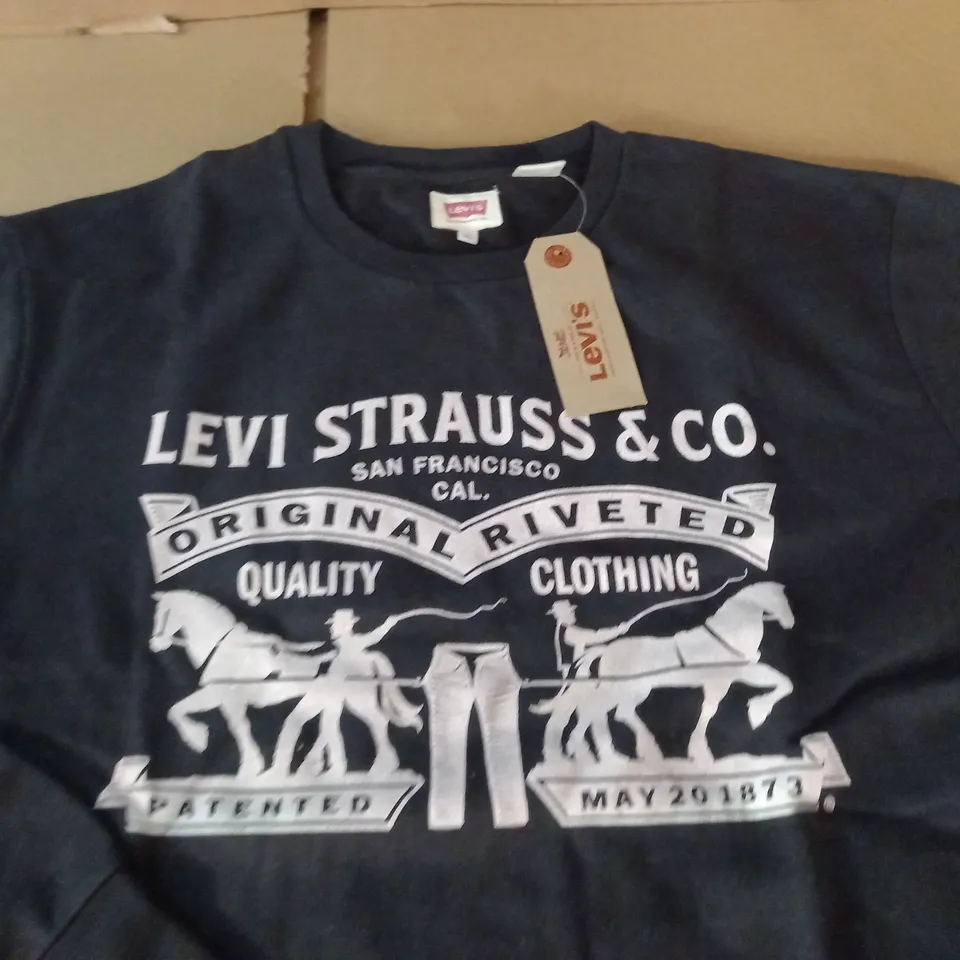 LEVI'S
Levi's
LEVI STRAUSS & CO.
SAN FRANCISCO
CAL.
ORIGINAL RIVETED
QUALITY CLOTHING
PATENTED MAY 20 1873
®